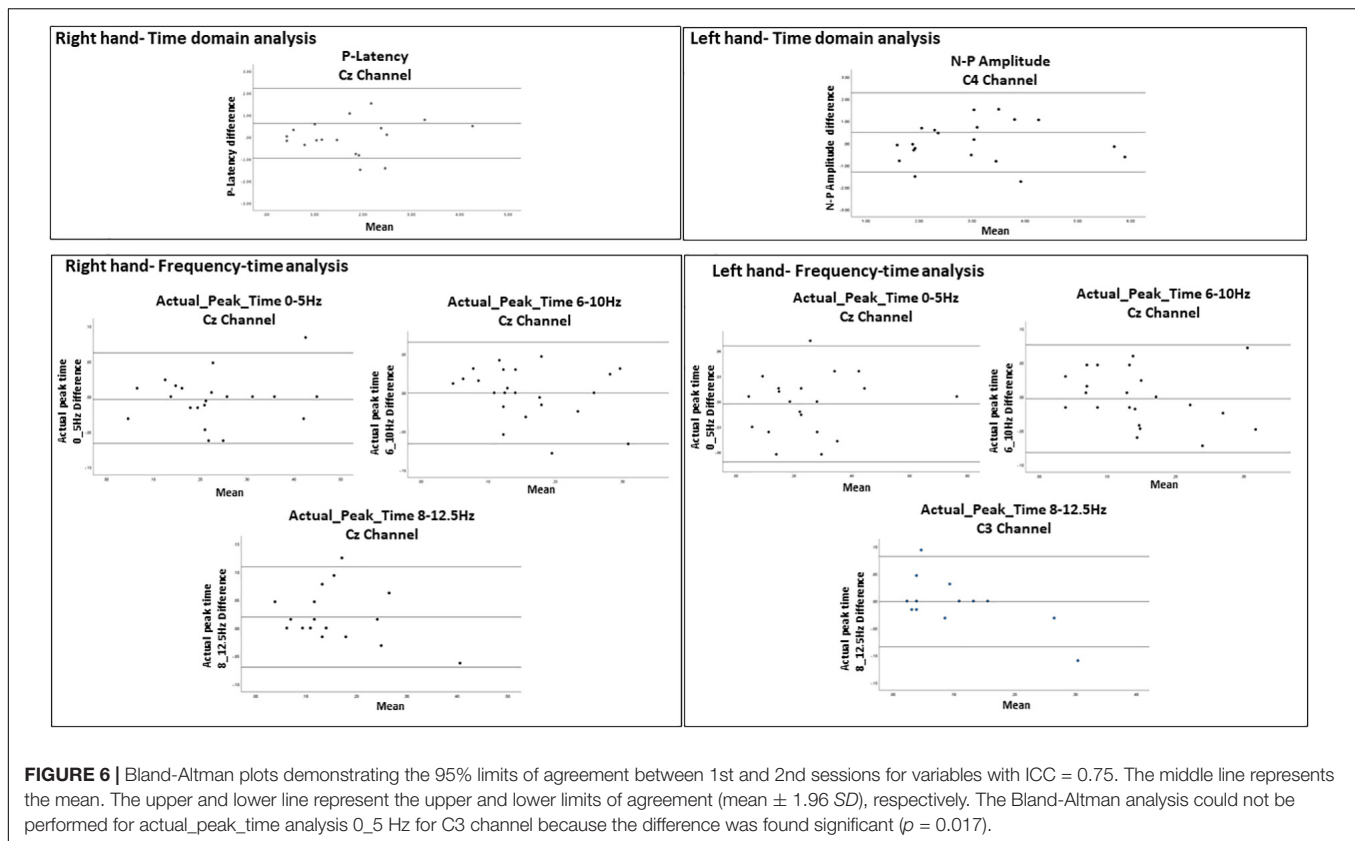 Right hand- Time domain analysis
P-Latency
Cz Channel
P-Latency difference
Mean
Left hand- Time domain analysis
N-P Amplitude
C4 Channel
N-P Amplitude difference
Mean
Right hand- Frequency-time analysis
Actual_Peak_Time 0-5Hz
Cz Channel
Actual peak time
0_5Hz Difference
Mean
Actual_Peak_Time 6-10Hz
Cz Channel
Actual peak time
6_10Hz Difference
Mean
Actual_Peak_Time 8-12.5Hz
Cz Channel
Actual peak time
8_12.5Hz Difference
Mean
Left hand- Frequency-time analysis
Actual_Peak_Time 0-5Hz
Cz Channel
Actual peak time
0_5Hz Difference
Mean
Actual_Peak_Time 6-10Hz
Cz Channel
Actual peak time
6_10Hz Difference
Mean
Actual_Peak_Time 8-12.5Hz
C3 Channel
Actual peak time
8_12.5Hz Difference
Mean
FIGURE 6 | Bland-Altman plots demonstrating the 95% limits of agreement between 1st and 2nd sessions for variables with ICC = 0.75. The middle line represents
the mean. The upper and lower line represent the upper and lower limits of agreement (mean ± 1.96 SD), respectively. The Bland-Altman analysis could not be
performed for actual_peak_time analysis 0_5 Hz for C3 channel because the difference was found significant (p = 0.017).